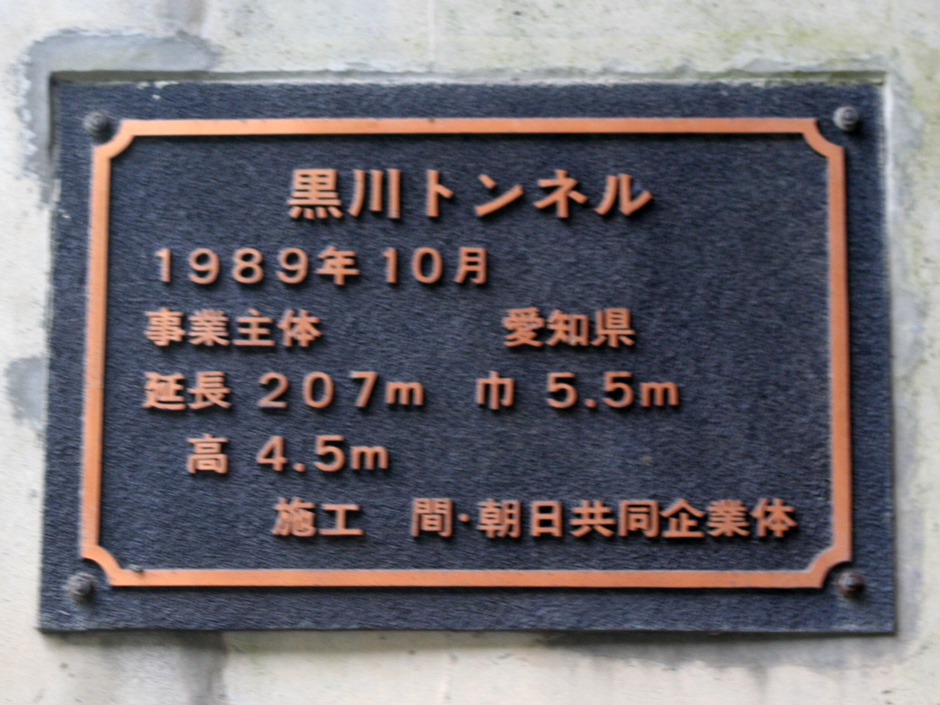 黒川トンネル
1989年10月
事業主体 愛知県
延長 207m 巾 5.5m
高 4.5m
施工 間・朝日共同企業体